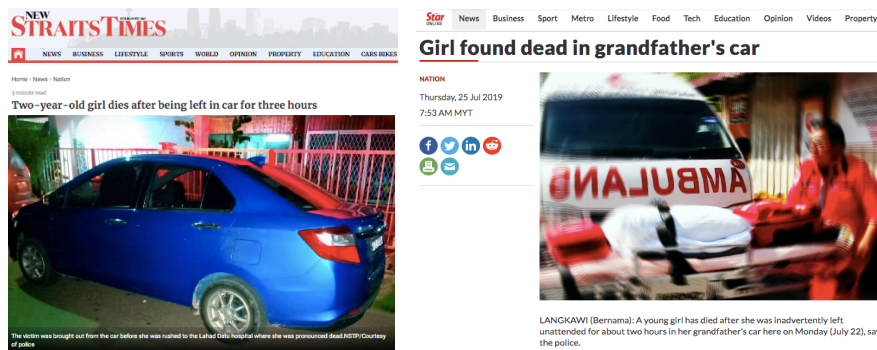 NEW
STRAITS TIMES
NEWS BUSINESS LIFESTYLE SPORTS WORLD OPINION PROPERTY EDUCATION CARS BIKES
Home › News › Nation
3 minute read
Two-year-old girl dies after being left in car for three hours
The victim was brought out from the car before she was rushed to the Lahad Datu hospital where she was pronounced dead.NSTP/Courtesy
of police
Star
ONLINE
News Business Sport Metro Lifestyle Food Tech Education Opinion Videos Property
Girl found dead in grandfather's car
NATION
Thursday, 25 Jul 2019
7:53 AM MYT
AMBULAN
LANGKAWI (Bernama): A young girl has died after she was inadvertently left
unattended for about two hours in her grandfather's car here on Monday (July 22), sa
the police.